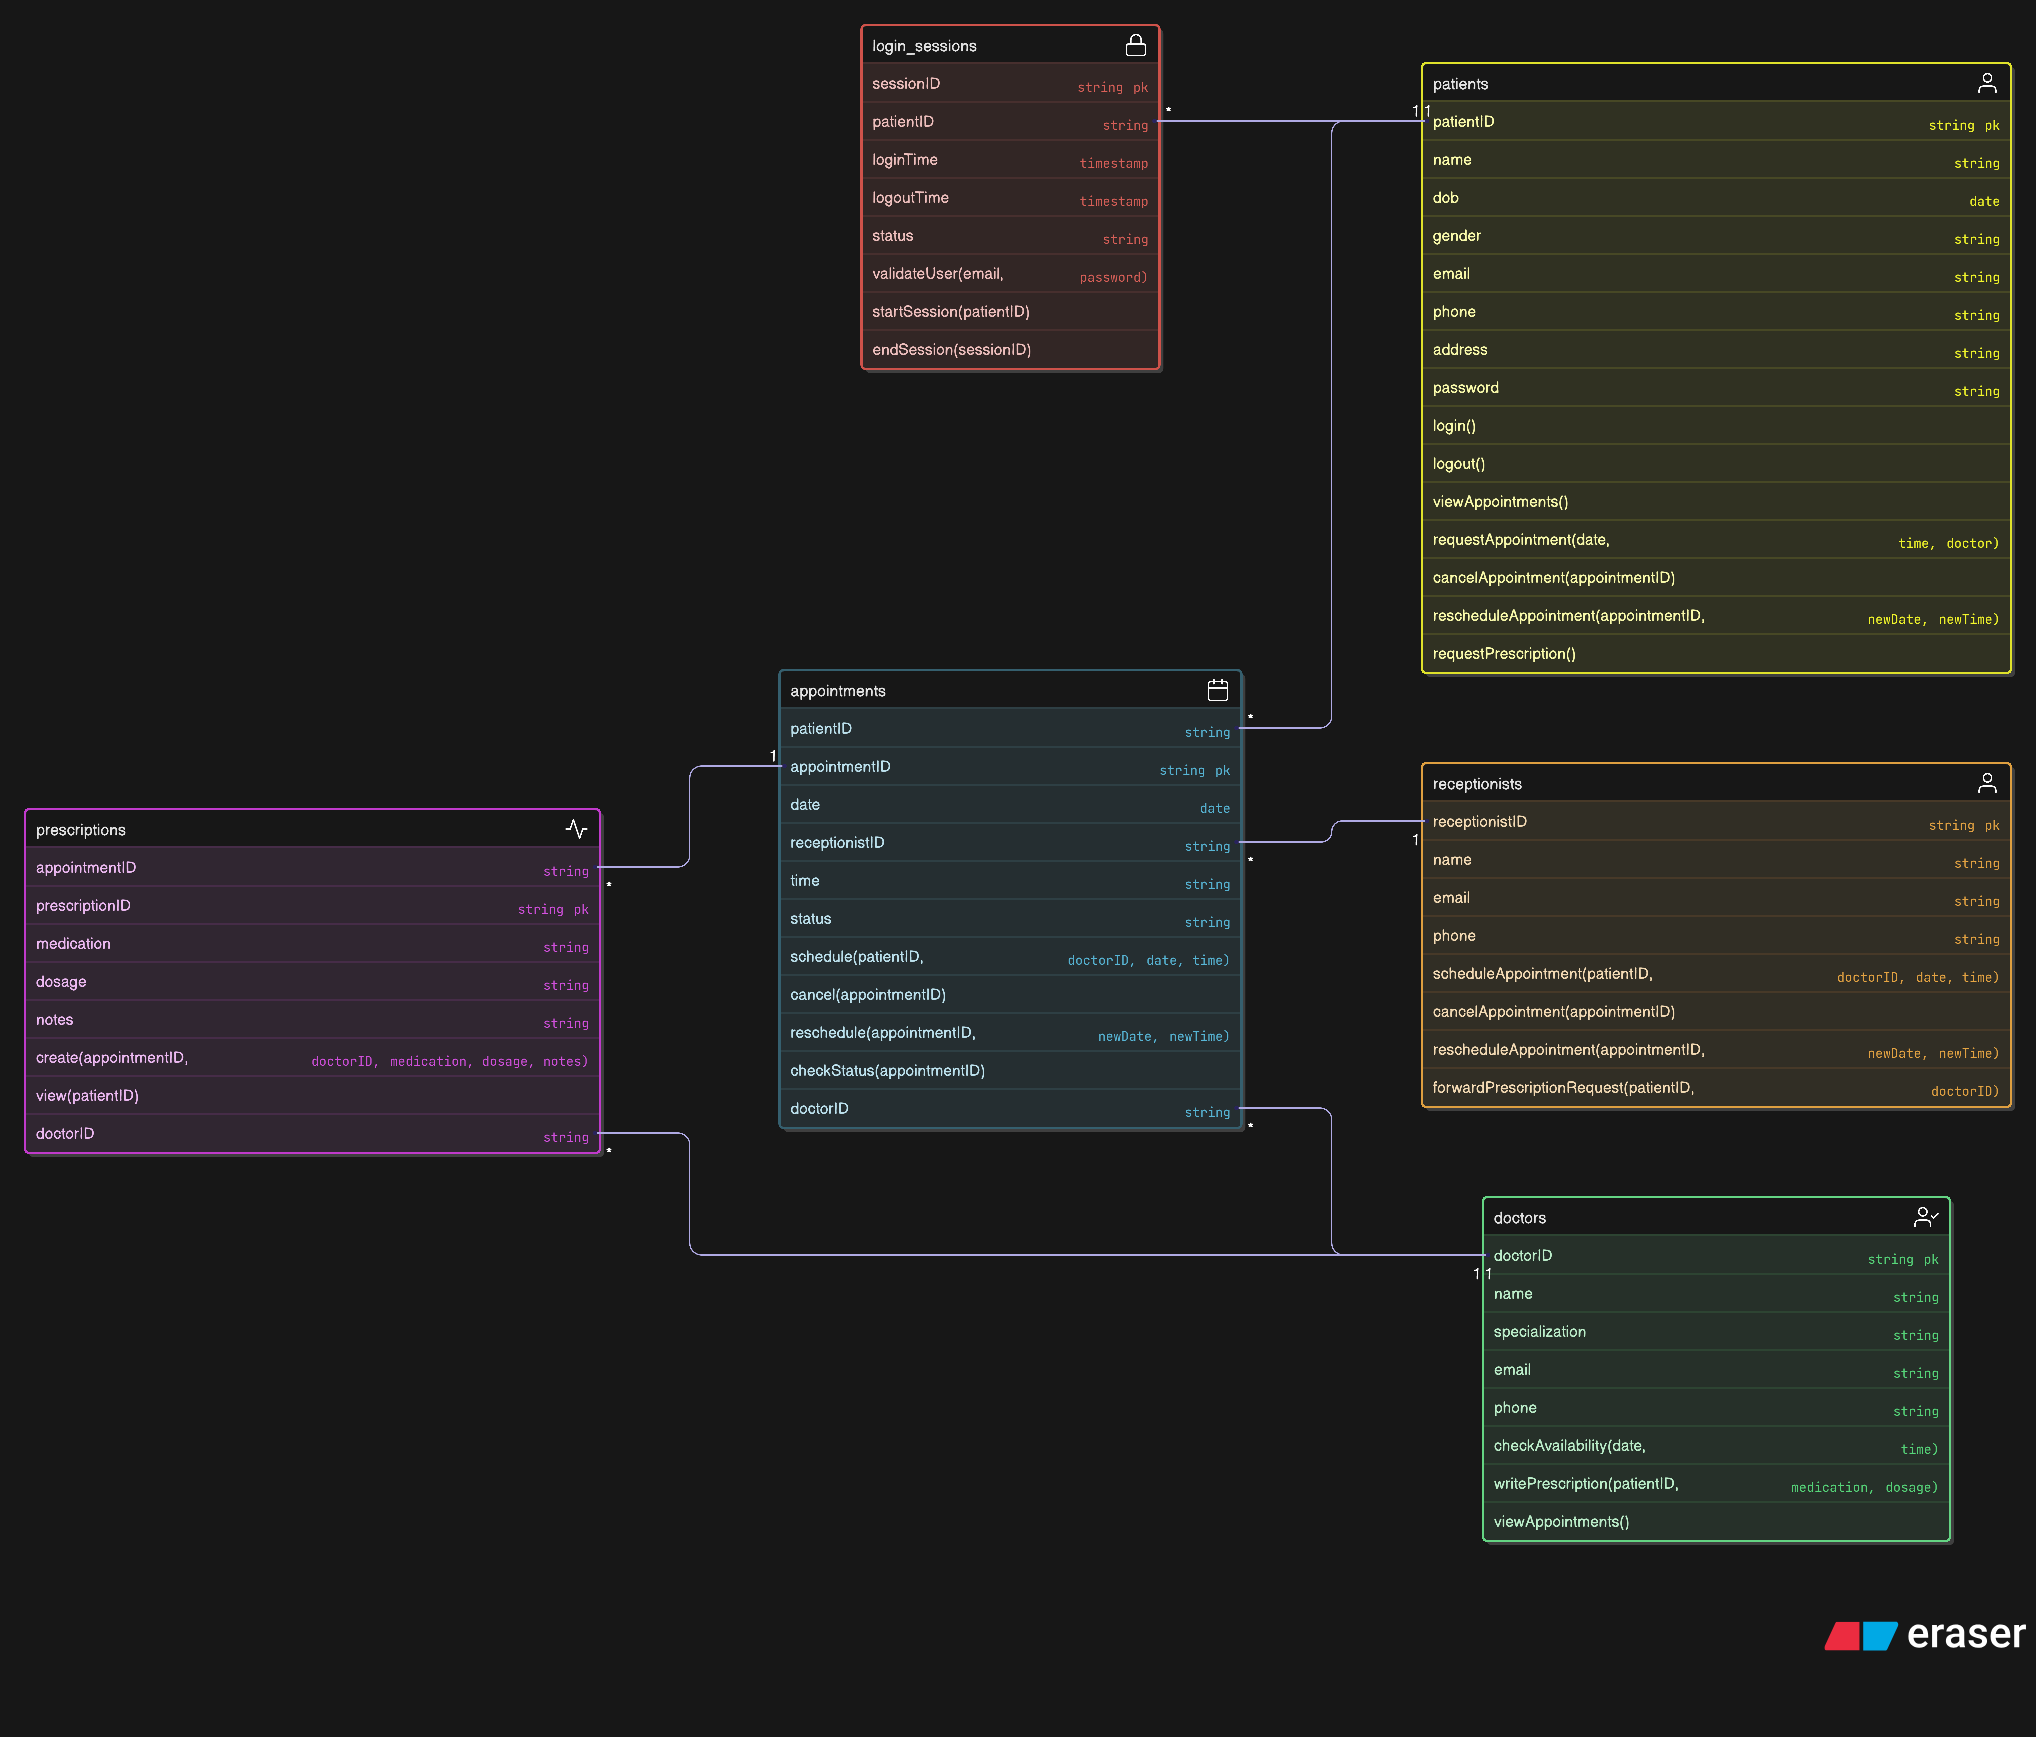 login_sessions
sessionID string pk
patientID string
loginTime timestamp
logoutTime timestamp
status string
validateUser(email, password)
startSession(patientID)
endSession(sessionID)
*
1 1
patients
patientID string pk
name string
dob date
gender string
email string
phone string
address string
password string
login()
logout()
viewAppointments()
requestAppointment(date, time, doctor)
cancelAppointment(appointmentID)
rescheduleAppointment(appointmentID, newDate, newTime)
requestPrescription()
appointments
patientID string
*
1
appointmentID string pk
date date
receptionistID string
*
time string
status string
schedule(patientID, doctorID, date, time)
cancel(appointmentID)
reschedule(appointmentID, newDate, newTime)
checkStatus(appointmentID)
doctorID string
*
receptionists
receptionistID string pk
1
name string
email string
phone string
scheduleAppointment(patientID, doctorID, date, time)
cancelAppointment(appointmentID)
rescheduleAppointment(appointmentID, newDate, newTime)
forwardPrescriptionRequest(patientID, doctorID)
prescriptions
appointmentID string
*
prescriptionID string pk
medication string
dosage string
notes string
create(appointmentID, doctorID, medication, dosage, notes)
view(patientID)
doctorID string
*
doctors
doctorID string pk
1 1
name string
specialization string
email string
phone string
checkAvailability(date, time)
writePrescription(patientID, medication, dosage)
viewAppointments()
eraser